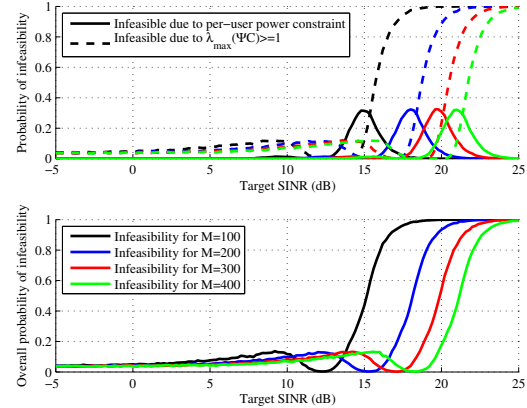 Infeasible due to per-user power constraint
Infeasible due to λ_max(ΨC)>=1
Probability of infeasibility
1
0.8
0.6
0.4
0.2
0
−5 0 5 10 15 20 25
Target SINR (dB)
Infeasibility for M=100
Infeasibility for M=200
Infeasibility for M=300
Infeasibility for M=400
Overall probability of infeasibility
1
0.8
0.6
0.4
0.2
0
−5 0 5 10 15 20 25
Target SINR (dB)